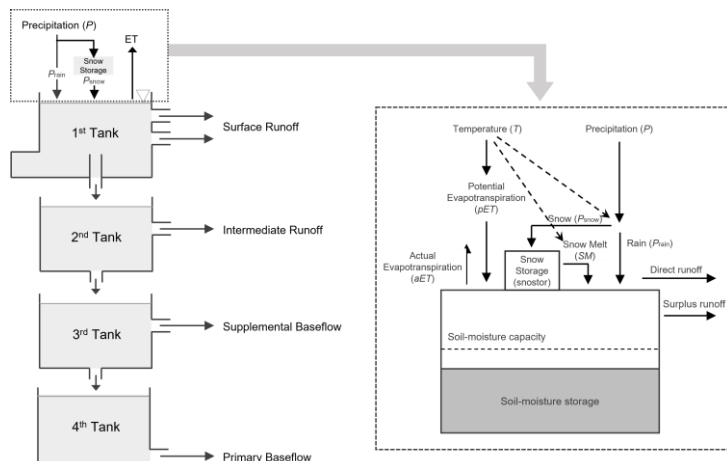 Precipitation (P)
ET
Snow
Storage
Prain
Psnow
1st Tank
Surface Runoff
2nd Tank
Intermediate Runoff
3rd Tank
Supplemental Baseflow
4th Tank
Primary Baseflow
Temperature (T)
Precipitation (P)
Potential
Evapotranspiration
(pET)
Snow (Psnow)
Snow Melt
(SM)
Rain (Prain)
Actual
Evapotranspiration
(aET)
Snow
Storage
(snostor)
Direct runoff
Surplus runoff
Soil-moisture capacity
Soil-moisture storage